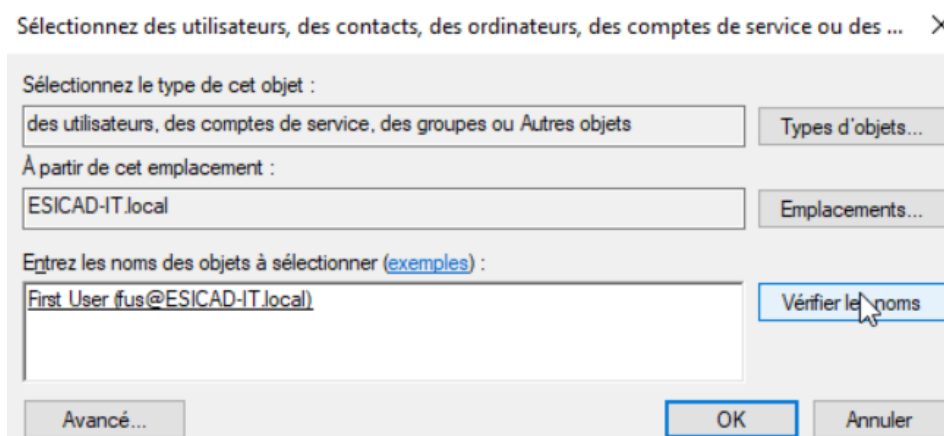 Sélectionnez des utilisateurs, des contacts, des ordinateurs, des comptes de service ou des ...
Sélectionnez le type de cet objet :
des utilisateurs, des comptes de service, des groupes ou Autres objets
Types d'objets...
À partir de cet emplacement :
ESICAD-IT.local
Emplacements...
Entrez les noms des objets à sélectionner (exemples) :
First User (fus@ESICAD-IT.local)
Vérifier les noms
Avancé...
OK
Annuler